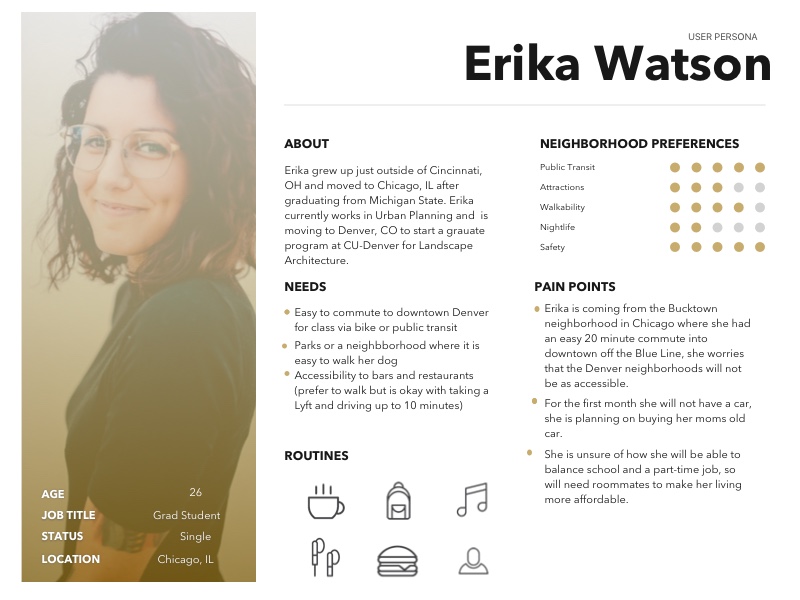 USER PERSONA
Erika Watson
ABOUT
Erika grew up just outside of Cincinnati,
OH and moved to Chicago, IL after
graduating from Michigan State. Erika
currently works in Urban Planning and  is
moving to Denver, CO to start a grauate
program at CU-Denver for Landscape
Architecture.
NEIGHBORHOOD PREFERENCES
Public Transit
Attractions
Walkability
Nightlife
Safety
NEEDS
Easy to commute to downtown Denver
for class via bike or public transit
Parks or a neighborhood where it is
easy to walk her dog
Accessibility to bars and restaurants
(prefer to walk but is okay with taking a
Lyft and driving up to 10 minutes)
PAIN POINTS
Erika is coming from the Bucktown
neighborhood in Chicago where she had
an easy 20 minute commute into
downtown off the Blue Line, she worries
that the Denver neighborhoods will not
be as accessible.
For the first month she will not have a car,
she is planning on buying her moms old
car.
She is unsure of how she will be able to
balance school and a part-time job, so
will need roommates to make her living
more affordable.
ROUTINES
AGE 26
JOB TITLE Grad Student
STATUS Single
LOCATION Chicago, IL